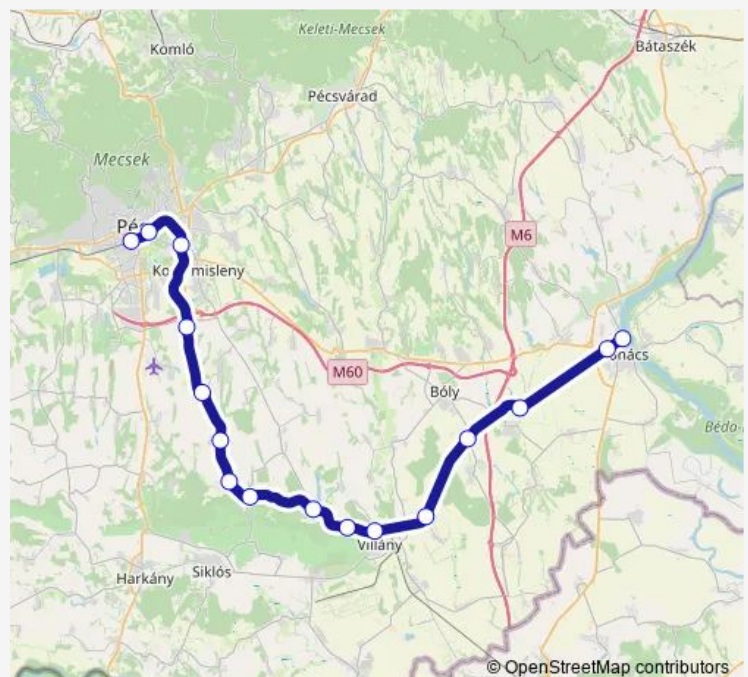 Keleti-Mecsek
Komló
Bátaszék
Pécsvárad
Mecsek
M6
M60
Bóly
Villány
Siklós
Harkány
© OpenStreetMap contributors